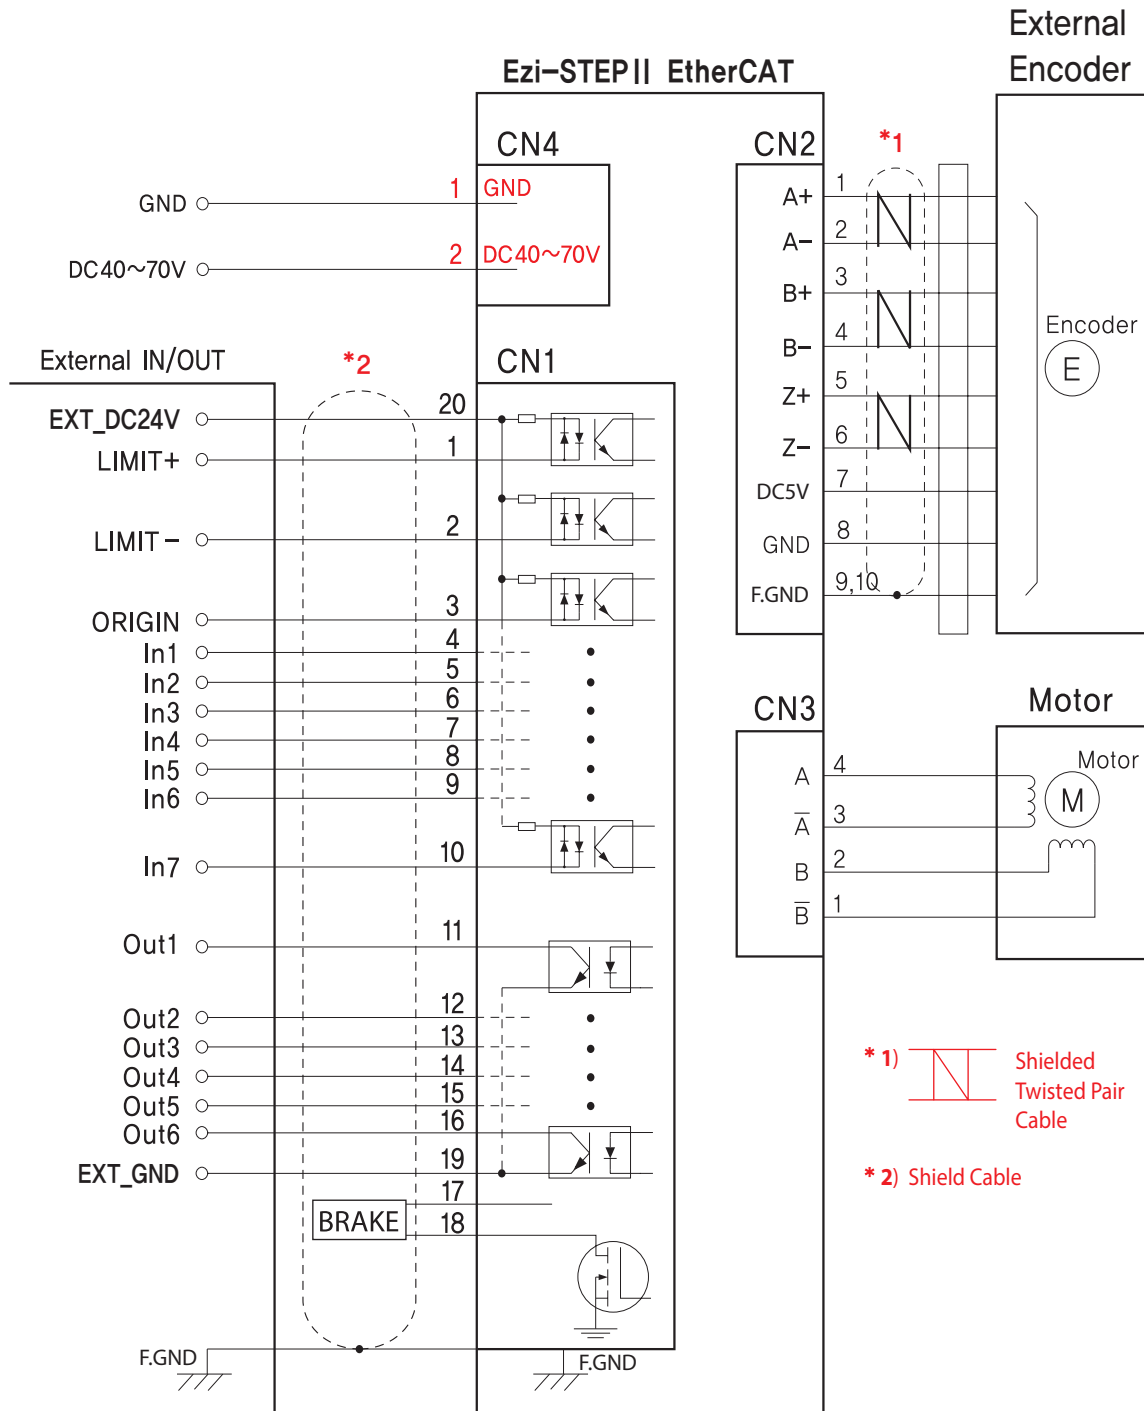 External
Encoder
Ezi-STEPII EtherCAT
CN4
1 GND
GND
2 DC40~70V
DC40~70V
CN2
*1
A+ 1
A- 2
B+ 3
B- 4
Z+ 5
Z- 6
DC5V 7
GND 8
F.GND 9,10
Encoder
E
External IN/OUT
*2
CN1
EXT_DC24V 20
LIMIT+ 1
LIMIT- 2
ORIGIN 3
In1 4
In2 5
In3 6
In4 7
In5 8
In6 9
In7 10
Out1 11
Out2 12
Out3 13
Out4 14
Out5 15
Out6 16
EXT_GND 19
17
BRAKE 18
F.GND
F.GND
CN3
Motor
Motor
M
A 4
A̅ 3
B 2
B̅ 1
* 1) Shielded
Twisted Pair
Cable
* 2) Shield Cable